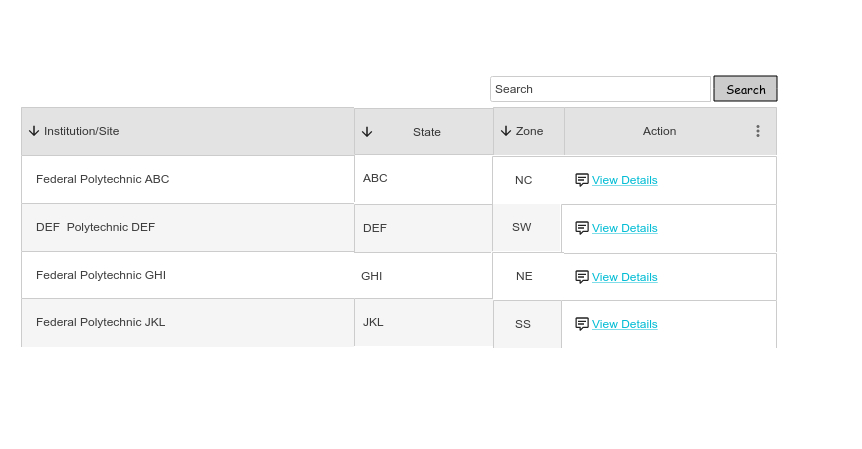 Search Search
Institution/Site State Zone Action
Federal Polytechnic ABC ABC NC View Details
DEF  Polytechnic DEF DEF SW View Details
Federal Polytechnic GHI GHI NE View Details
Federal Polytechnic JKL JKL SS View Details